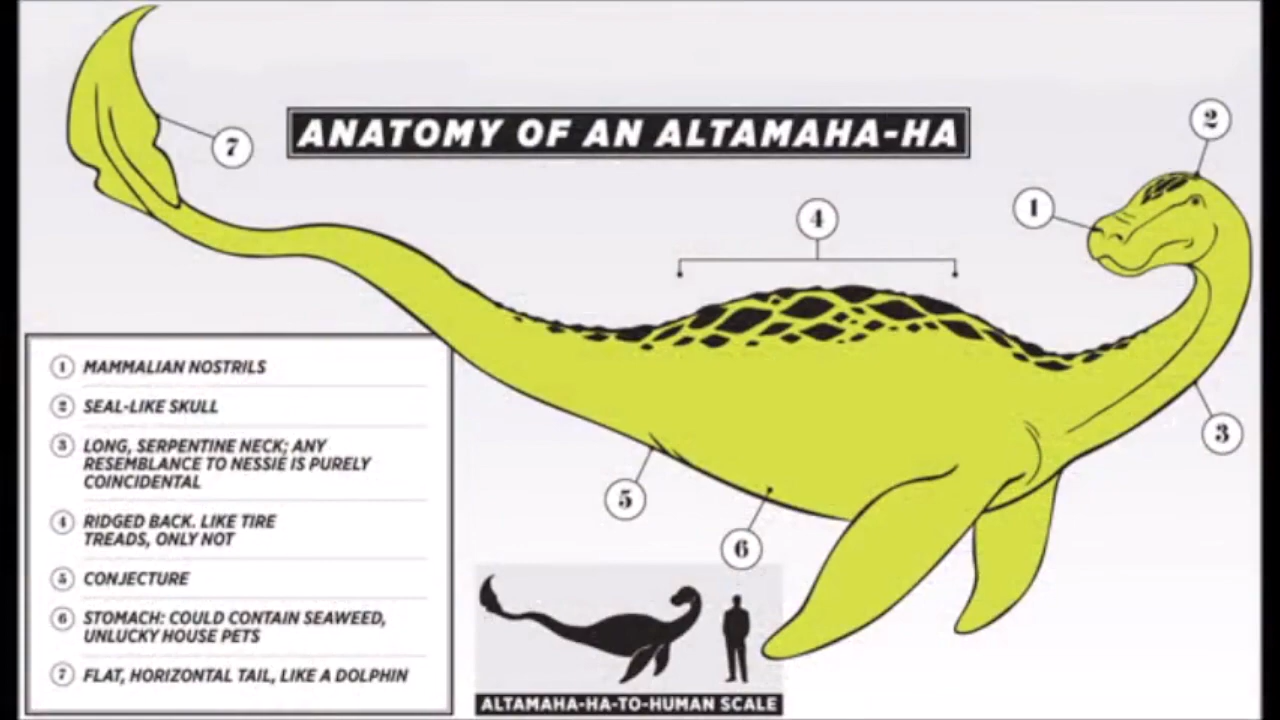 ANATOMY OF AN ALTAMAHA-HA
7
2
1
4
3
5
6
1 MAMMALIAN NOSTRILS
2 SEAL-LIKE SKULL
3 LONG, SERPENTINE NECK; ANY
RESEMBLANCE TO NESSIE IS PURELY
COINCIDENTAL
4 RIDGED BACK. LIKE TIRE
TREADS, ONLY NOT
5 CONJECTURE
6 STOMACH: COULD CONTAIN SEAWEED,
UNLUCKY HOUSE PETS
7 FLAT, HORIZONTAL TAIL, LIKE A DOLPHIN
ALTAMAHA-HA-TO-HUMAN SCALE